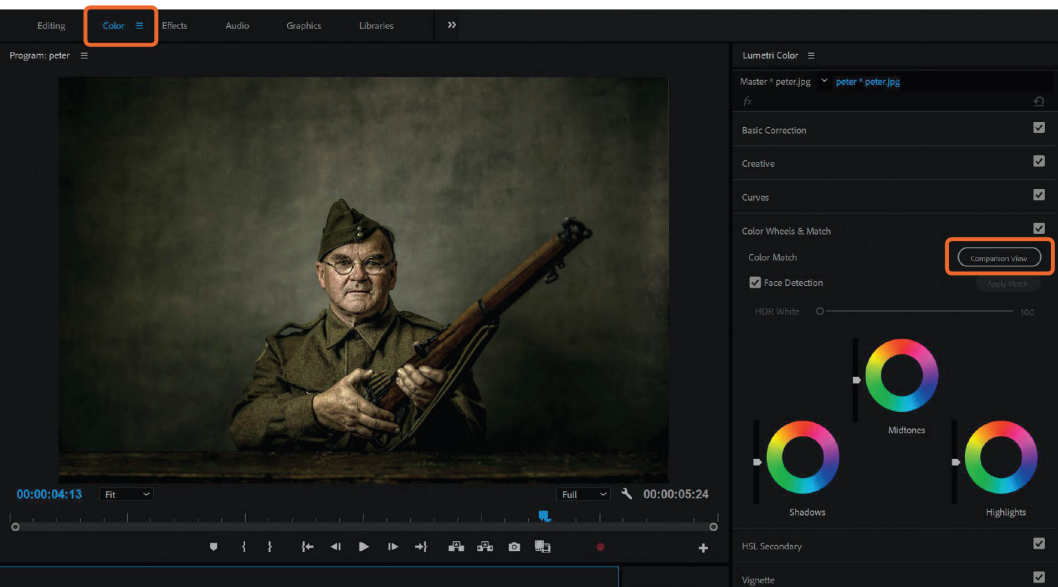 Editing Color Effects Audio Graphics Libraries
Program: peter
Lumetri Color
Master * peter.jpg peter * peter.jpg
fx
Basic Correction
Creative
Curves
Color Wheels & Match
Color Match Comparison View
Face Detection Apply Match
HDR White 100
Midtones
Shadows Highlights
00:00:04:13 Fit Full 00:00:05:24
HSL Secondary
Vignette